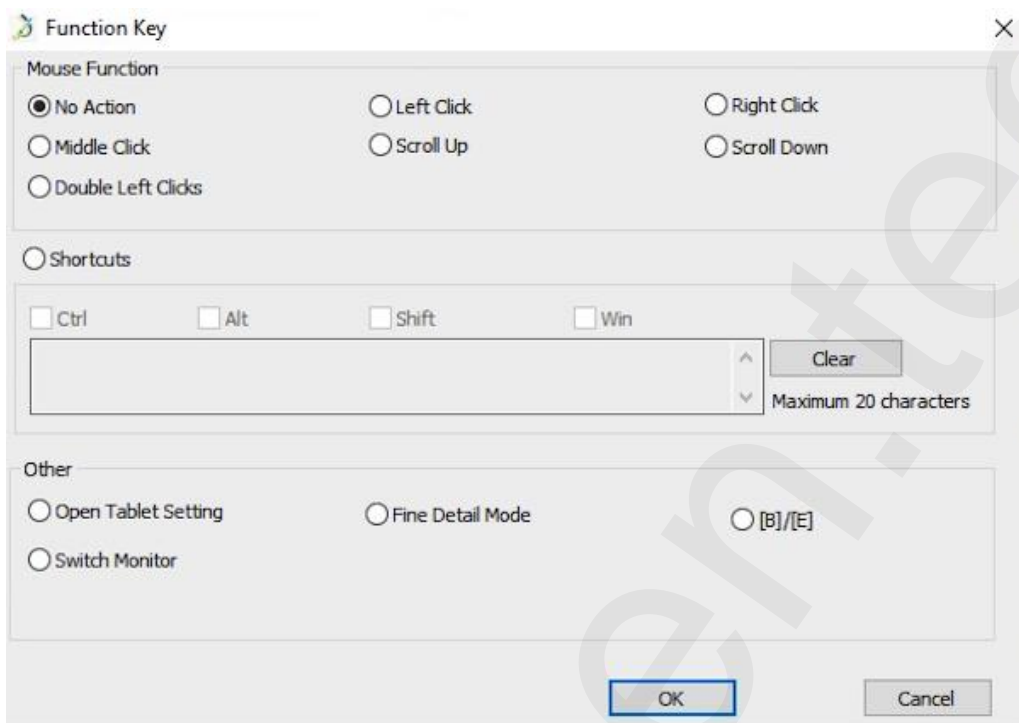 Function Key
Mouse Function
No Action Left Click Right Click
Middle Click Scroll Up Scroll Down
Double Left Clicks
Shortcuts
Ctrl Alt Shift Win
Clear
Maximum 20 characters
Other
Open Tablet Setting Fine Detail Mode [B]/[E]
Switch Monitor
OK Cancel